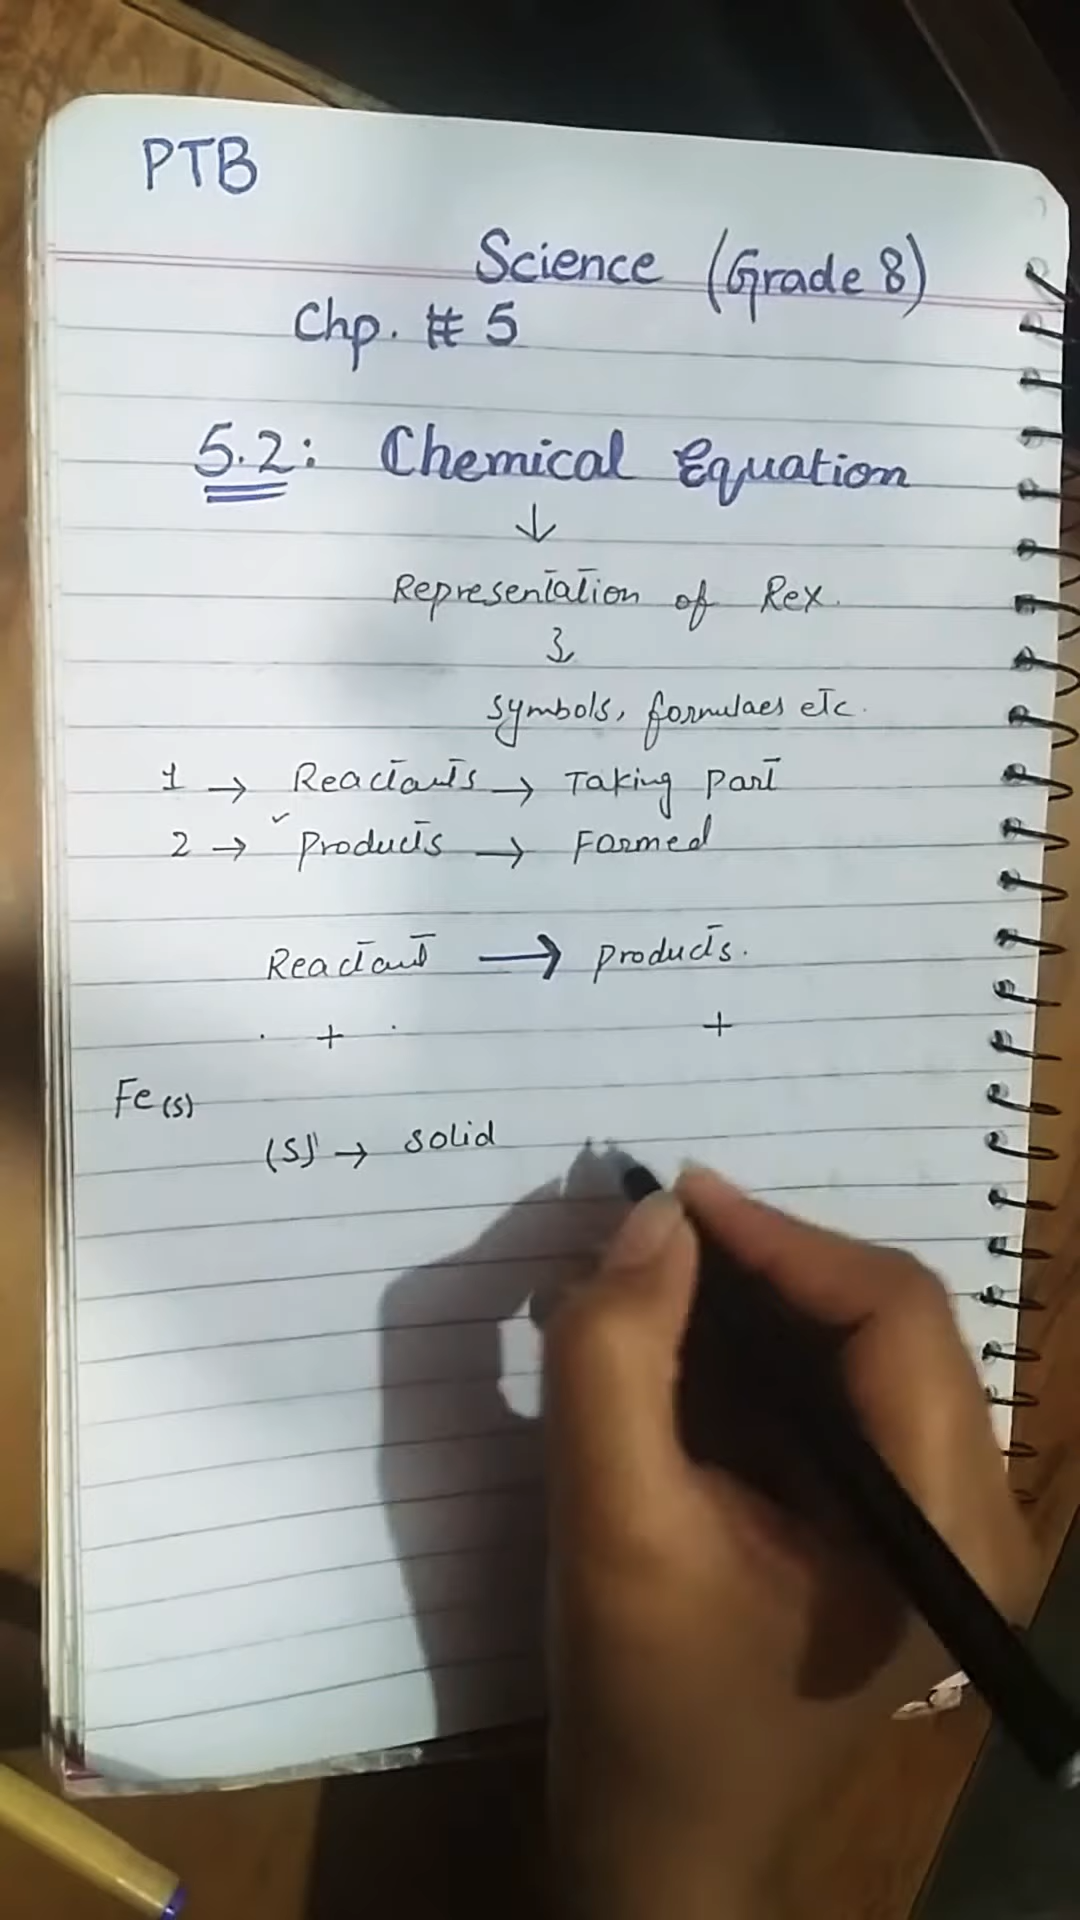 PTB
Science (Grade 8)
Chp. # 5
5.2: Chemical Equation
↓
Representation of Rex.
↓
symbols, formulaes etc.
1 → Reactants → Taking part
2 → Products → Formed
Reactant → products.
+ +
Fe (s)
(s) → solid